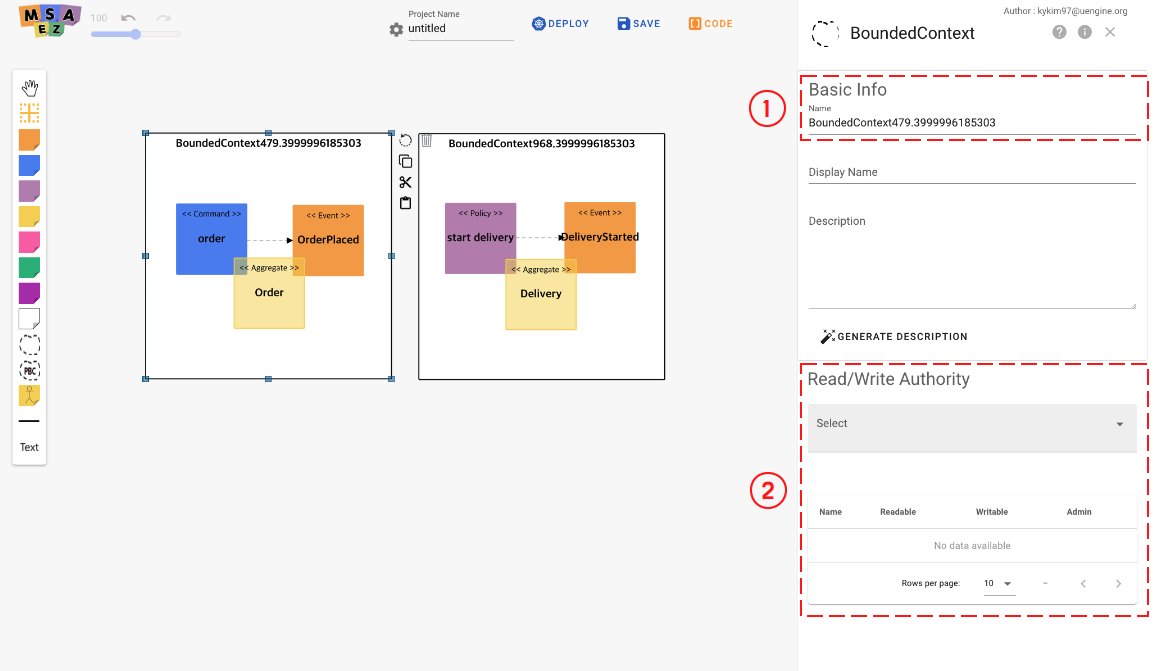 MSA
EZ
100
Project Name
untitled
DEPLOY
SAVE
CODE
Author : kykim97@uengine.org
BoundedContext
1
Basic Info
Name
BoundedContext479.3999996185303
Display Name
Description
GENERATE DESCRIPTION
2
Read/Write Authority
Select
Name Readable Writable Admin
No data available
Rows per page: 10 –
BoundedContext479.3999996185303
<< Command >>
order
<< Event >>
OrderPlaced
<< Aggregate >>
Order
BoundedContext968.3999996185303
<< Policy >>
start delivery
<< Event >>
DeliveryStarted
<< Aggregate >>
Delivery
PBC
Text